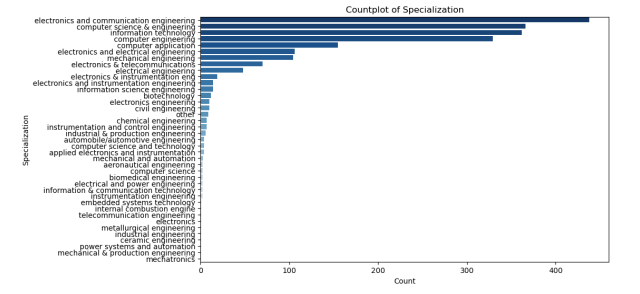 Countplot of Specialization
electronics and communication engineering
computer science & engineering
information technology
computer engineering
computer application
electronics and electrical engineering
mechanical engineering
electronics & telecommunications
electrical engineering
electronics & instrumentation eng
electronics and instrumentation engineering
information science engineering
biotechnology
electronics engineering
civil engineering
other
chemical engineering
instrumentation and control engineering
industrial & production engineering
automobile/automotive engineering
computer science and technology
applied electronics and instrumentation
mechanical and automation
aeronautical engineering
computer science
biomedical engineering
electrical and power engineering
information & communication technology
instrumentation engineering
embedded systems technology
internal combustion engine
telecommunication engineering
electronics
metallurgical engineering
industrial engineering
ceramic engineering
power systems and automation
mechanical & production engineering
mechatronics
Specialization
0 100 200 300 400
Count